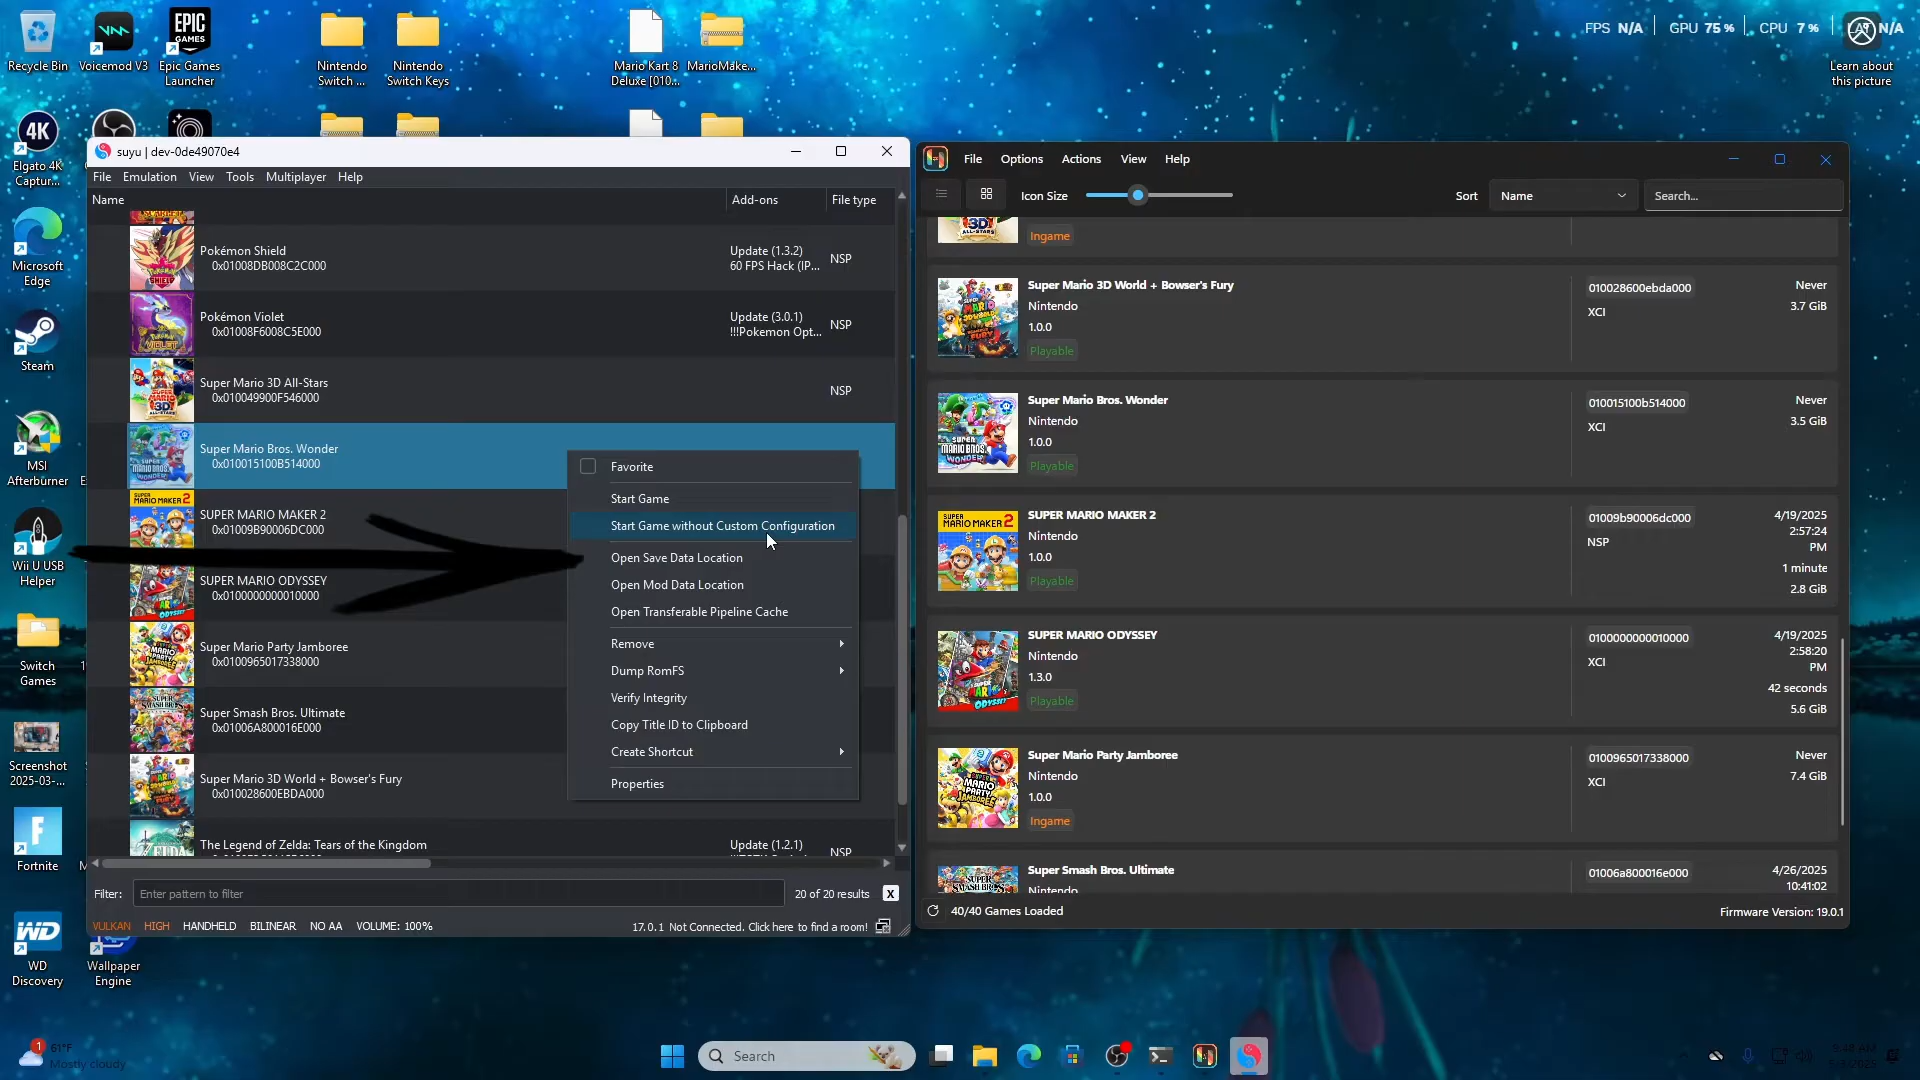 Recycle Bin
Voicemod V3
EPIC
GAMES
Epic Games
Launcher
Nintendo
Switch ...
Nintendo
Switch Keys
Mario Kart 8
Deluxe [010...
MarioMake...
FPS N/A
GPU 75 %
CPU 7 %
N/A
Learn about
this picture
4K
Elgato 4K
Captur...
Microsoft
Edge
Steam
MSI
Afterburner
Wii U USB
Helper
Switch
Games
Screenshot
2025-03-...
Fortnite
WD
WD
Discovery
Wallpaper
Engine
suyu | dev-0de49070e4
File Emulation View Tools Multiplayer Help
Name Add-ons File type
Pokémon Shield
0x01008DB008C2C000
Update (1.3.2)
60 FPS Hack (IP...
NSP
Pokémon Violet
0x01008F6008C5E000
Update (3.0.1)
!!!Pokemon Opt...
NSP
Super Mario 3D All-Stars
0x010049900F546000
NSP
Super Mario Bros. Wonder
0x010015100B514000
SUPER MARIO MAKER 2
0x01009B90006DC000
SUPER MARIO ODYSSEY
0x0100000000010000
Super Mario Party Jamboree
0x0100965017338000
Super Smash Bros. Ultimate
0x01006A800016E000
Super Mario 3D World + Bowser's Fury
0x010028600EBDA000
The Legend of Zelda: Tears of the Kingdom
Update (1.2.1)
NSP
Favorite
Start Game
Start Game without Custom Configuration
Open Save Data Location
Open Mod Data Location
Open Transferable Pipeline Cache
Remove
Dump RomFS
Verify Integrity
Copy Title ID to Clipboard
Create Shortcut
Properties
Filter: Enter pattern to filter 20 of 20 results X
VULKAN HIGH HANDHELD BILINEAR NO AA VOLUME: 100% 17.0.1 Not Connected. Click here to find a room!
File Options Actions View Help
Icon Size Sort Name Search...
Ingame
Super Mario 3D World + Bowser's Fury
Nintendo
1.0.0
Playable
010028600ebda000
XCI
Never
3.7 GiB
Super Mario Bros. Wonder
Nintendo
1.0.0
Playable
010015100b514000
XCI
Never
3.5 GiB
SUPER MARIO MAKER 2
Nintendo
1.0.0
Playable
01009b90006dc000
NSP
4/19/2025
2:57:24
PM
1 minute
2.8 GiB
SUPER MARIO ODYSSEY
Nintendo
1.3.0
Playable
0100000000010000
XCI
4/19/2025
2:58:20
PM
42 seconds
5.6 GiB
Super Mario Party Jamboree
Nintendo
1.0.0
Ingame
0100965017338000
XCI
Never
7.4 GiB
Super Smash Bros. Ultimate
Nintendo
01006a800016e000
4/26/2025
10:41:02
40/40 Games Loaded
Firmware Version: 19.0.1
1
61°F
Mostly cloudy
Search